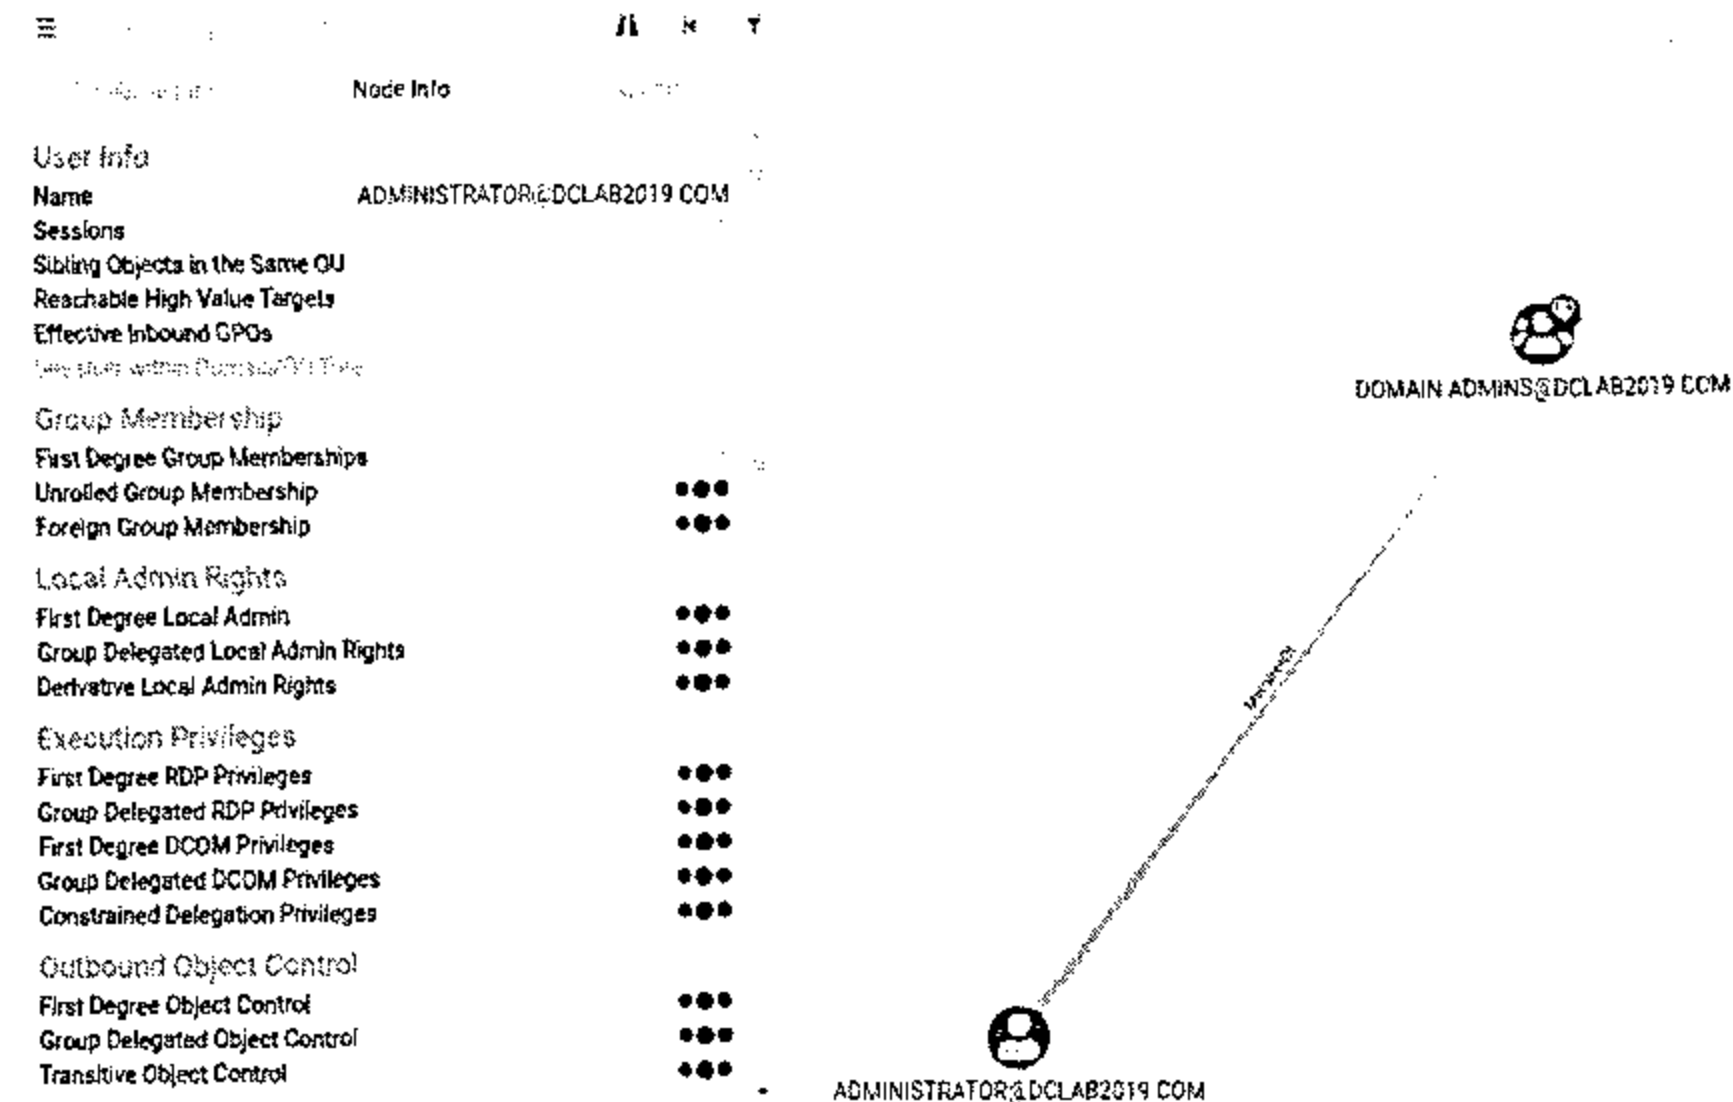 Node Info
User Info
Name ADMINISTRATOR@DCLAB2019.COM
Sessions
Sibling Objects in the Same OU
Reachable High Value Targets
Effective Inbound GPOs
Group Membership
First Degree Group Memberships
Unrolled Group Membership
Foreign Group Membership
Local Admin Rights
First Degree Local Admin
Group Delegated Local Admin Rights
Derivative Local Admin Rights
Execution Privileges
First Degree RDP Privileges
Group Delegated RDP Privileges
First Degree DCOM Privileges
Group Delegated DCOM Privileges
Constrained Delegation Privileges
Outbound Object Control
First Degree Object Control
Group Delegated Object Control
Transitive Object Control
DOMAIN ADMINS@DCLAB2019.COM
MemberOf
ADMINISTRATOR@DCLAB2019.COM